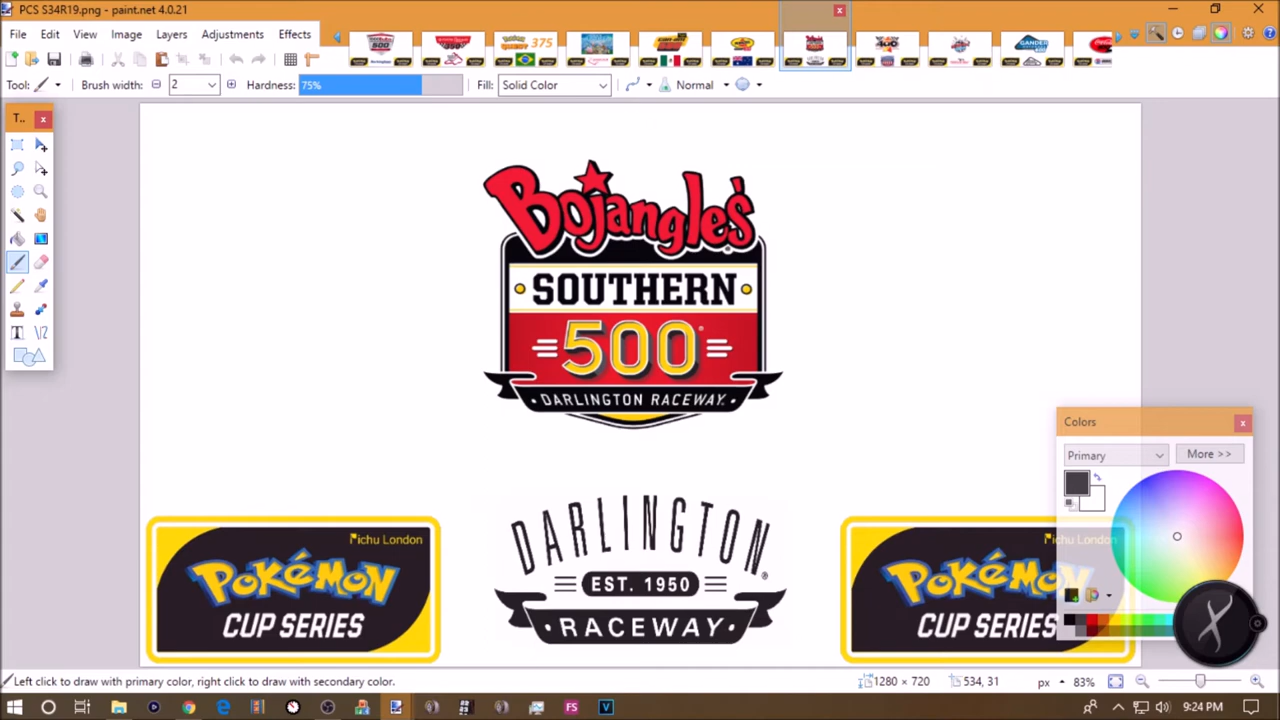 PCS S34R19.png - paint.net 4.0.21
File Edit View Image Layers Adjustments Effects
Tool: Brush width: 2 Hardness: 75% Fill: Solid Color Normal
T..
Bojangles'
SOUTHERN
500
DARLINGTON RACEWAY.
Colors
Primary More >>
DARLINGTON®
EST. 1950
RACEWAY
Pichu London
Pokémon
CUP SERIES
Pichu London
Pokémon
CUP SERIES
Left click to draw with primary color, right click to draw with secondary color.
1280 × 720 534, 31 px 83%
FS V 9:24 PM